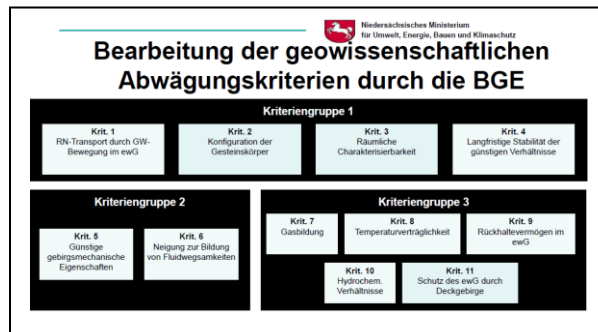 Niedersächsisches Ministerium
für Umwelt, Energie, Bauen und Klimaschutz
Bearbeitung der geowissenschaftlichen
Abwägungskriterien durch die BGE
Kriteriengruppe 1
Krit. 1
RN-Transport durch GW-
Bewegung im ewG
Krit. 2
Konfiguration der
Gesteinskörper
Krit. 3
Räumliche
Charakterisierbarkeit
Krit. 4
Langfristige Stabilität der
günstigen Verhältnisse
Kriteriengruppe 2
Krit. 5
Günstige
gebirgsmechanische
Eigenschaften
Krit. 6
Neigung zur Bildung
von Fluidwegsamkeiten
Kriteriengruppe 3
Krit. 7
Gasbildung
Krit. 8
Temperaturverträglichkeit
Krit. 9
Rückhaltevermögen im
ewG
Krit. 10
Hydrochem.
Verhältnisse
Krit. 11
Schutz des ewG durch
Deckgebirge